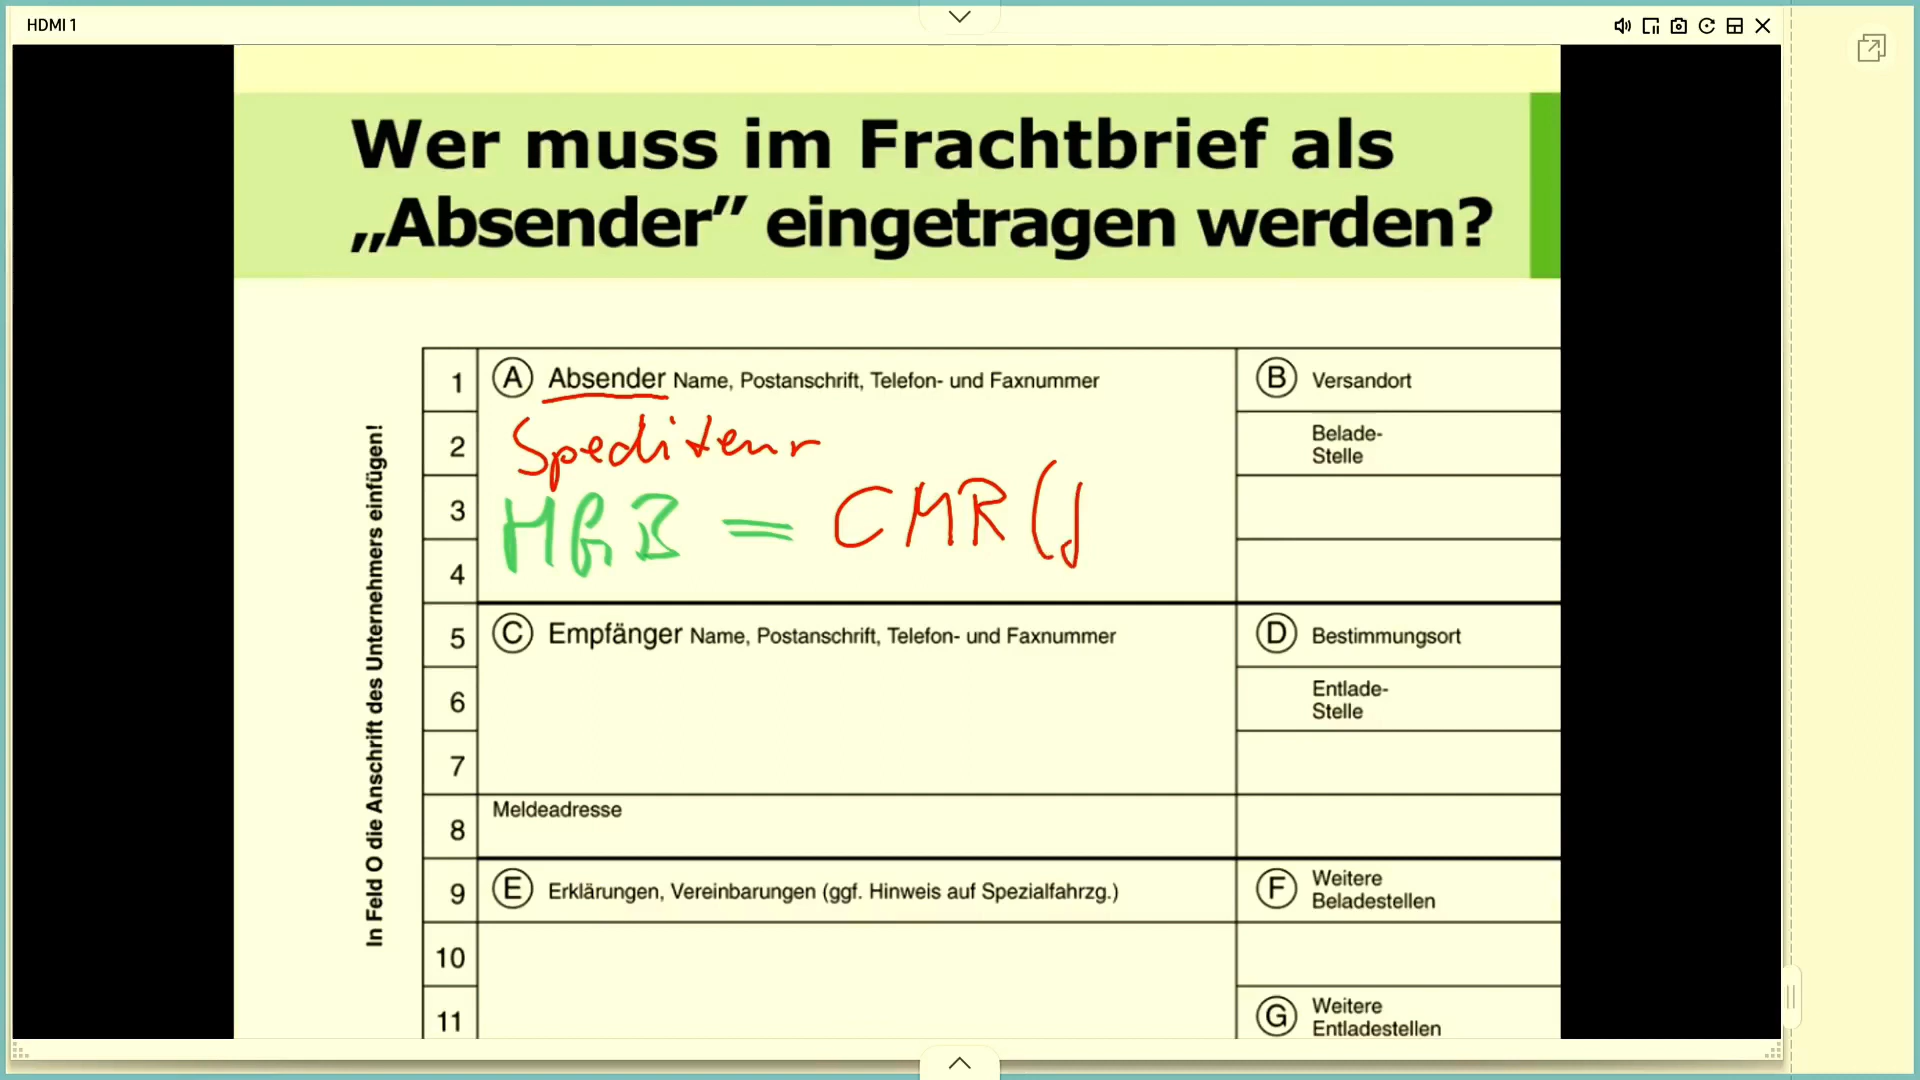 HDMI 1
Wer muss im Frachtbrief als
„Absender” eingetragen werden?
In Feld O die Anschrift des Unternehmers einfügen!
1 A Absender Name, Postanschrift, Telefon- und Faxnummer
B Versandort
2 Spediteur
Belade-
Stelle
3
HGB = CMR (
4
5 C Empfänger Name, Postanschrift, Telefon- und Faxnummer
D Bestimmungsort
6
Entlade-
Stelle
7
8 Meldeadresse
9 E Erklärungen, Vereinbarungen (ggf. Hinweis auf Spezialfahrzg.)
F Weitere
Beladestellen
10
11
G Weitere
Entladestellen